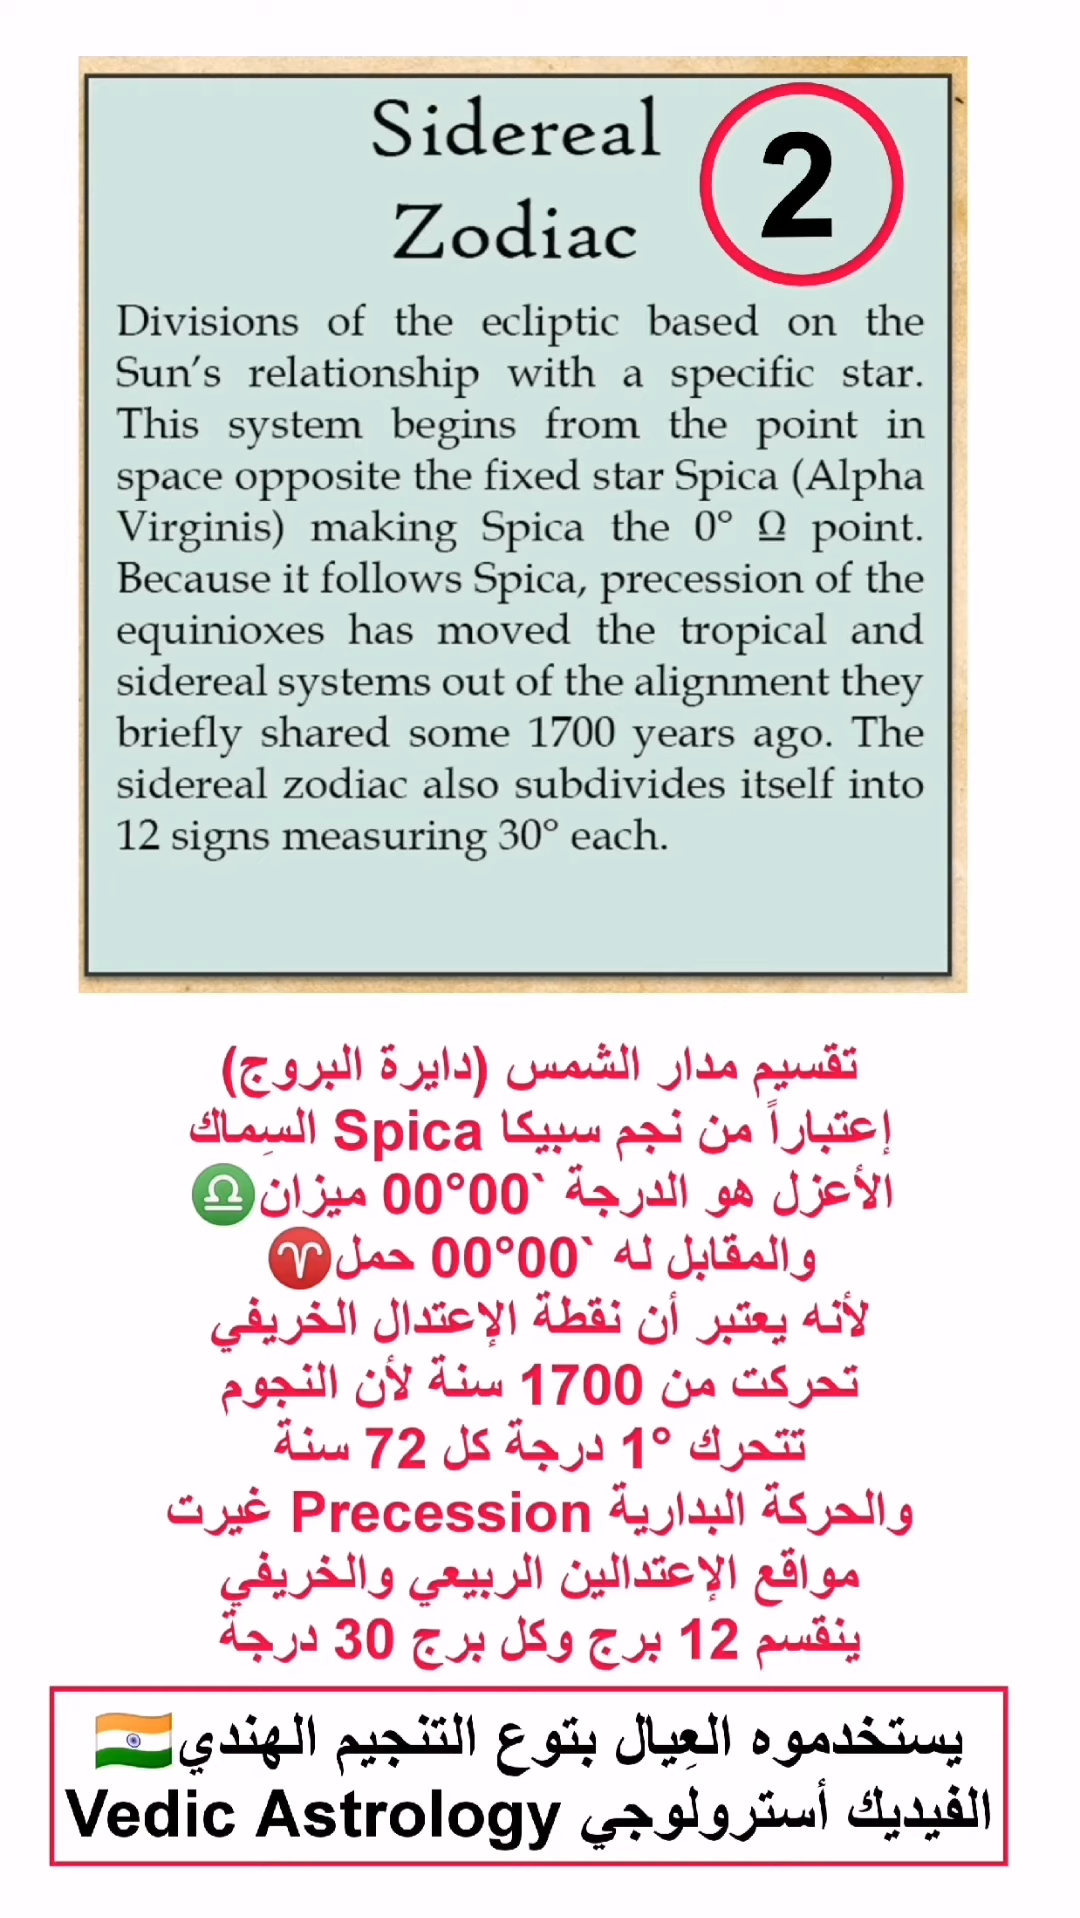 Sidereal
2
Zodiac
Divisions of the ecliptic based on the
Sun's relationship with a specific star.
This system begins from the point in
space opposite the fixed star Spica (Alpha
Virginis) making Spica the 0° Ω point.
Because it follows Spica, precession of the
equinioxes has moved the tropical and
sidereal systems out of the alignment they
briefly shared some 1700 years ago. The
sidereal zodiac also subdivides itself into
12 signs measuring 30° each.
تقسيم مدار الشمس (دايرة البروج)
إعتباراً من نجم سبيكا Spica السِماك
الأعزل هو الدرجة `00°00 ميزان♎
والمقابل له `00°00 حمل♈
لأنه يعتبر أن نقطة الإعتدال الخريفي
تحركت من 1700 سنة لأن النجوم
تتحرك °1 درجة كل 72 سنة
والحركة البدارية Precession غيرت
مواقع الإعتدالين الربيعي والخريفي
ينقسم 12 برج وكل برج 30 درجة
يستخدموه العِيال بتوع التنجيم الهندي🇮🇳
الفيديك أسترولوجي Vedic Astrology